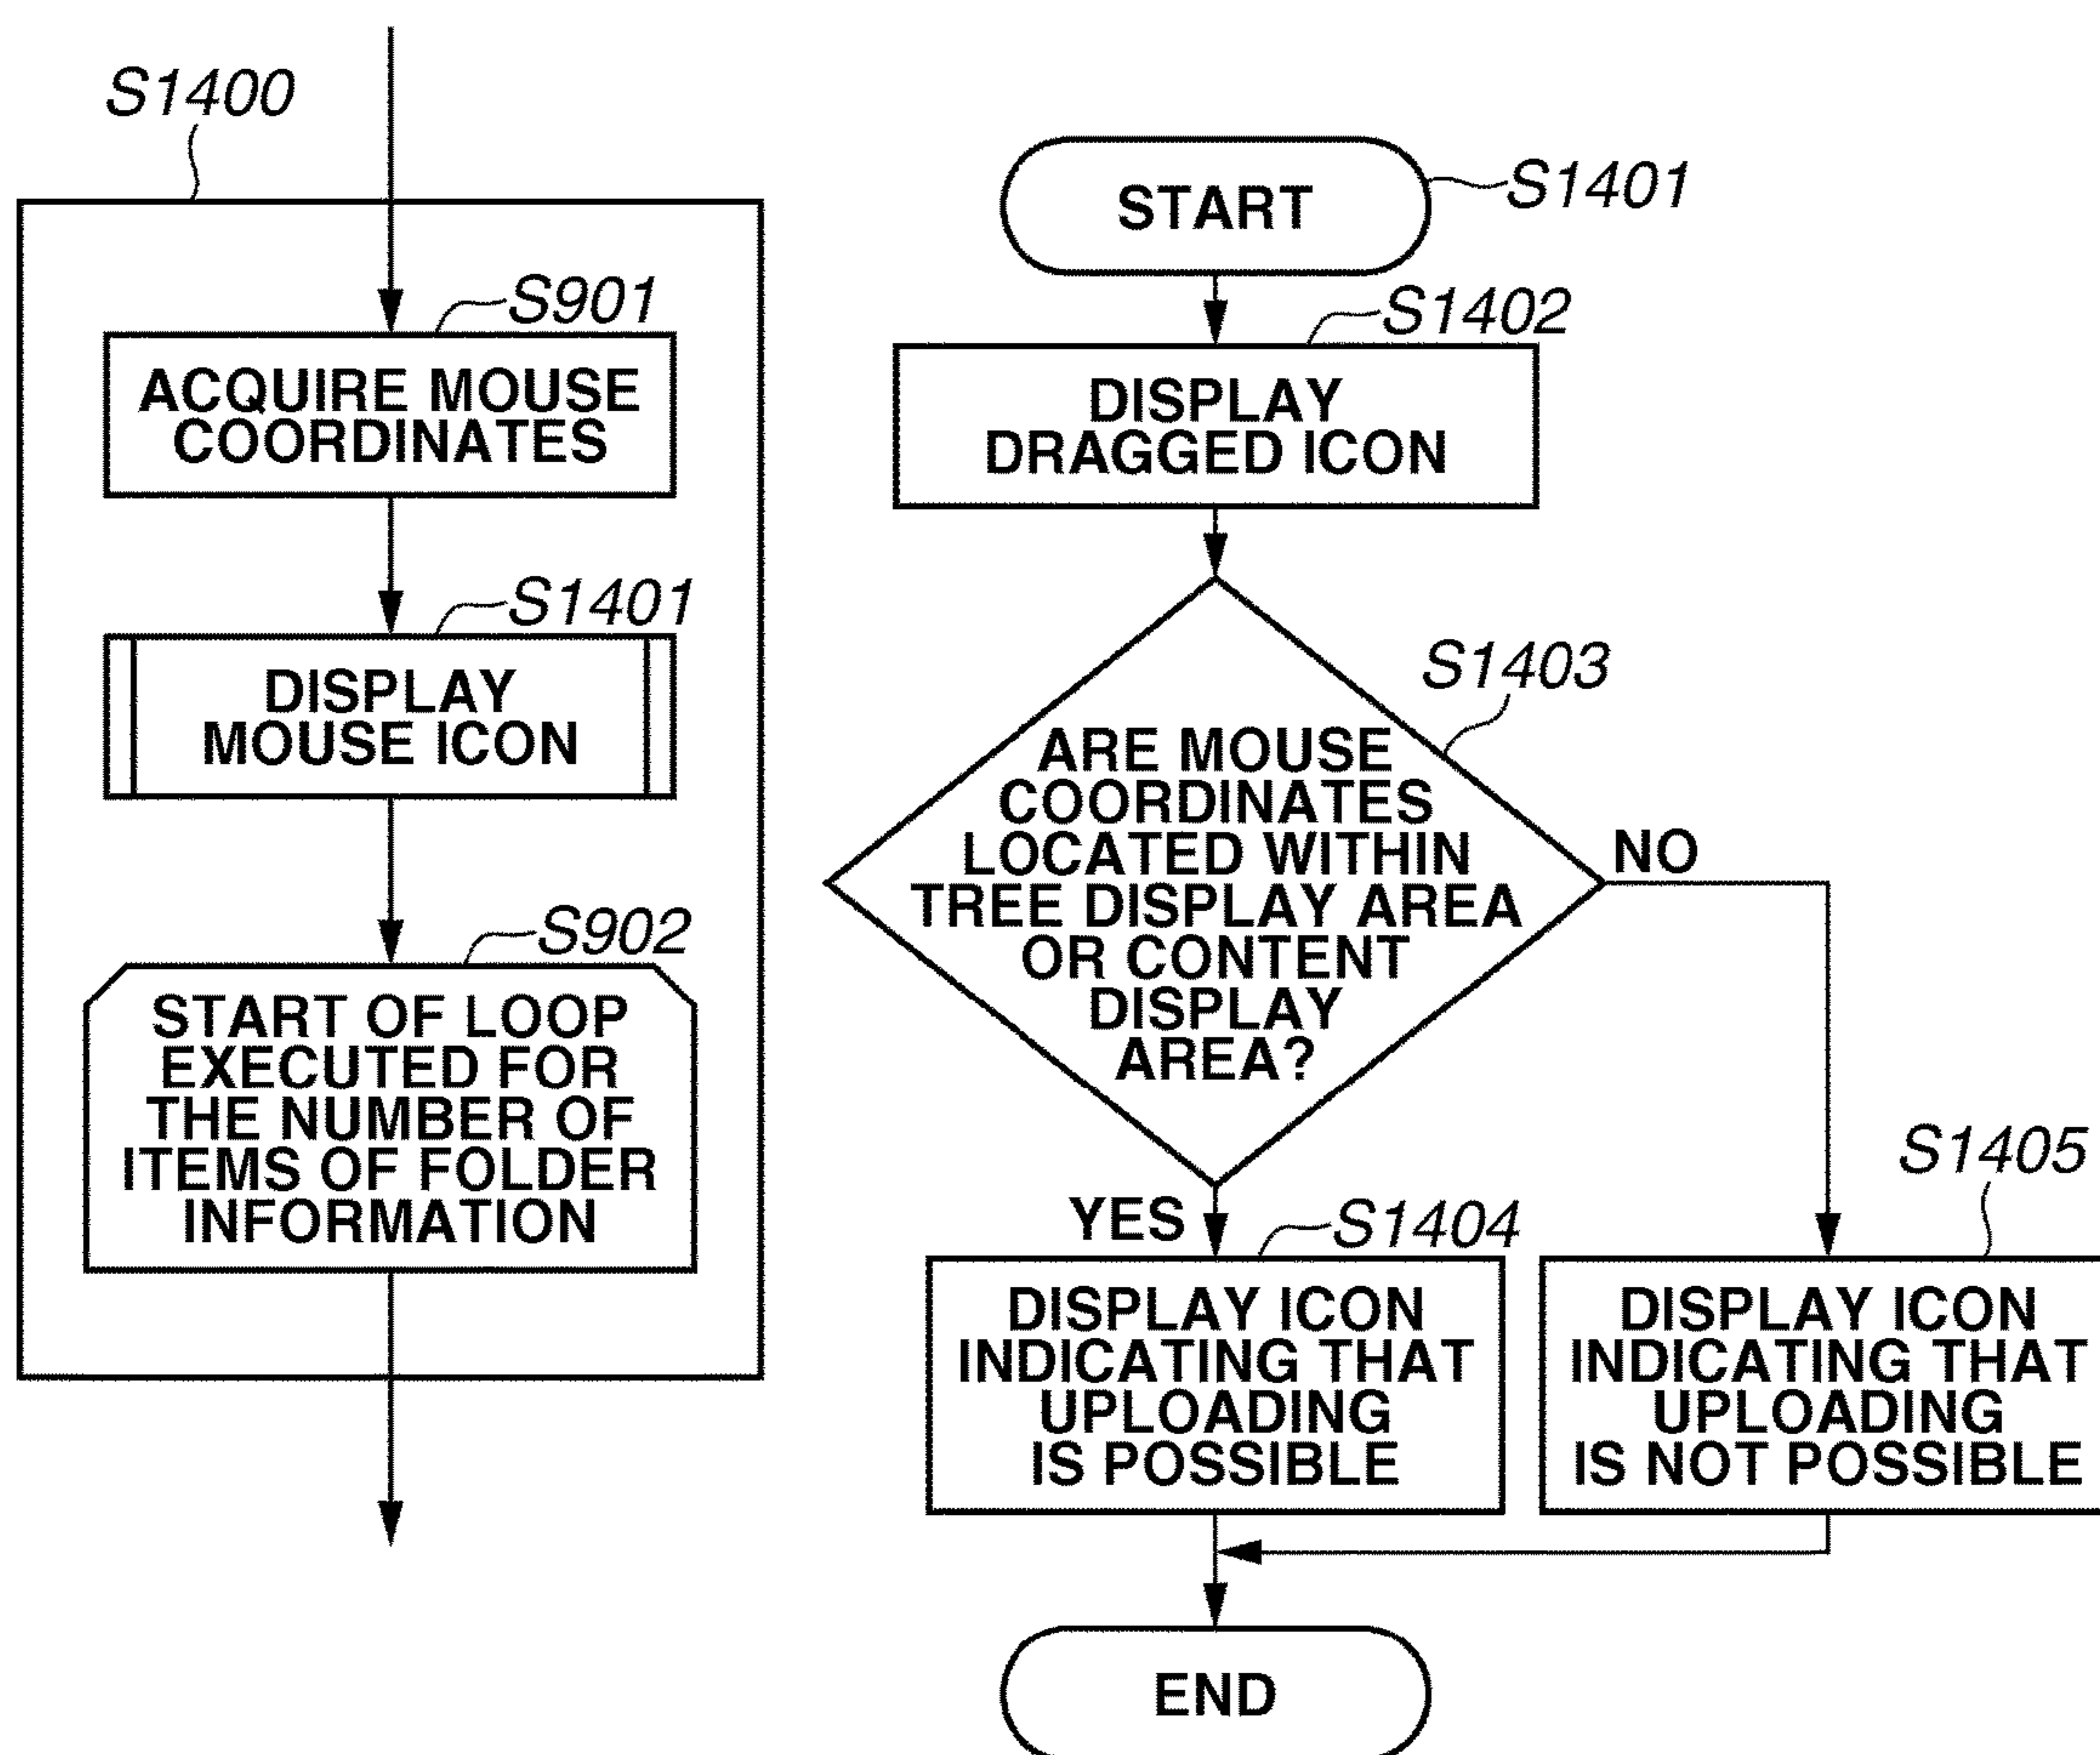 S1400
S901
ACQUIRE MOUSE
COORDINATES
S1401
DISPLAY
MOUSE ICON
S902
START OF LOOP
EXECUTED FOR
THE NUMBER OF
ITEMS OF FOLDER
INFORMATION
START
S1401
S1402
DISPLAY
DRAGGED ICON
S1403
ARE MOUSE
COORDINATES
LOCATED WITHIN
TREE DISPLAY AREA
OR CONTENT
DISPLAY
AREA?
NO
YES
S1404
DISPLAY ICON
INDICATING THAT
UPLOADING
IS POSSIBLE
S1405
DISPLAY ICON
INDICATING THAT
UPLOADING
IS NOT POSSIBLE
END